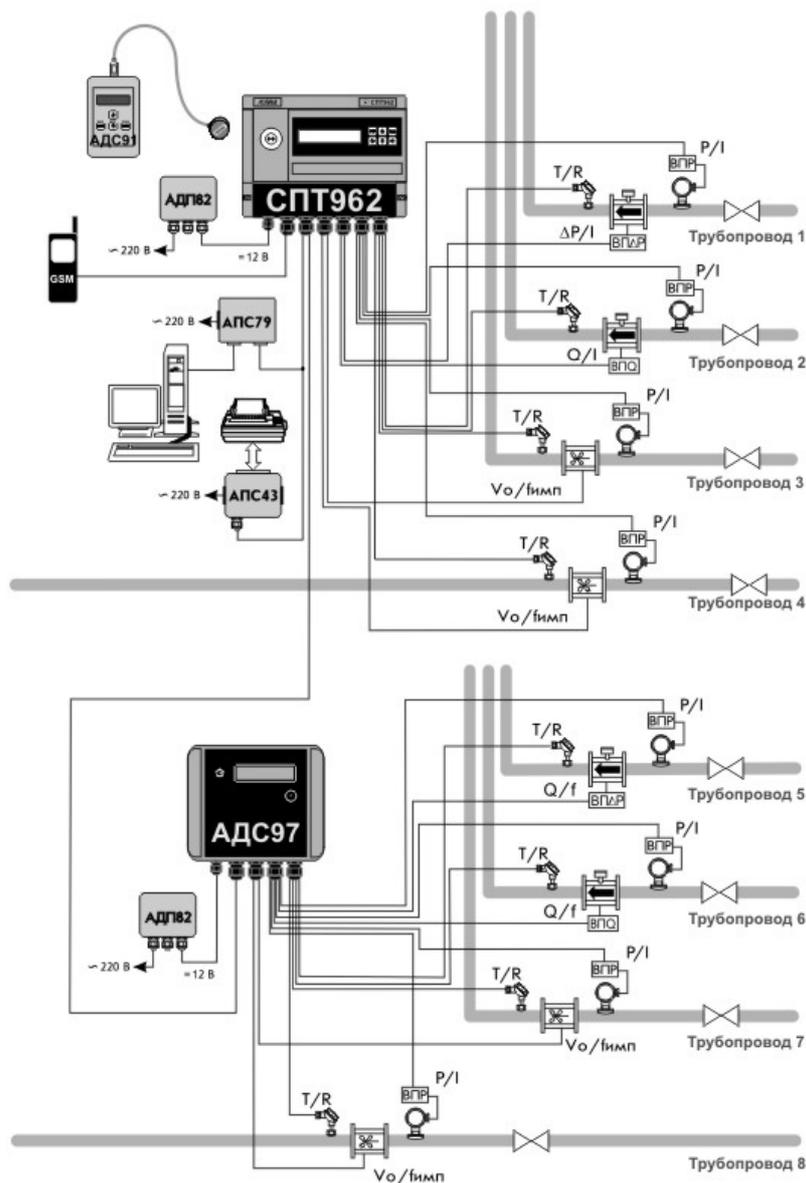 АДС91
СПТ962
АДП82
~ 220 В
= 12 В
GSM
АПС79
~ 220 В
АПС43
~ 220 В
P/I
ВПР
T/R
ΔP/I
ВПΔР
Трубопровод 1
P/I
ВПР
T/R
Q/I
ВПQ
Трубопровод 2
P/I
ВПР
T/R
Vo/fимп
Трубопровод 3
P/I
ВПР
T/R
Vo/fимп
Трубопровод 4
АДС97
АДП82
~ 220 В
= 12 В
P/I
ВПР
T/R
Q/f
ВПΔР
Трубопровод 5
P/I
ВПР
T/R
Q/f
ВПQ
Трубопровод 6
P/I
ВПР
T/R
Vo/fимп
Трубопровод 7
P/I
ВПР
T/R
Vo/fимп
Трубопровод 8